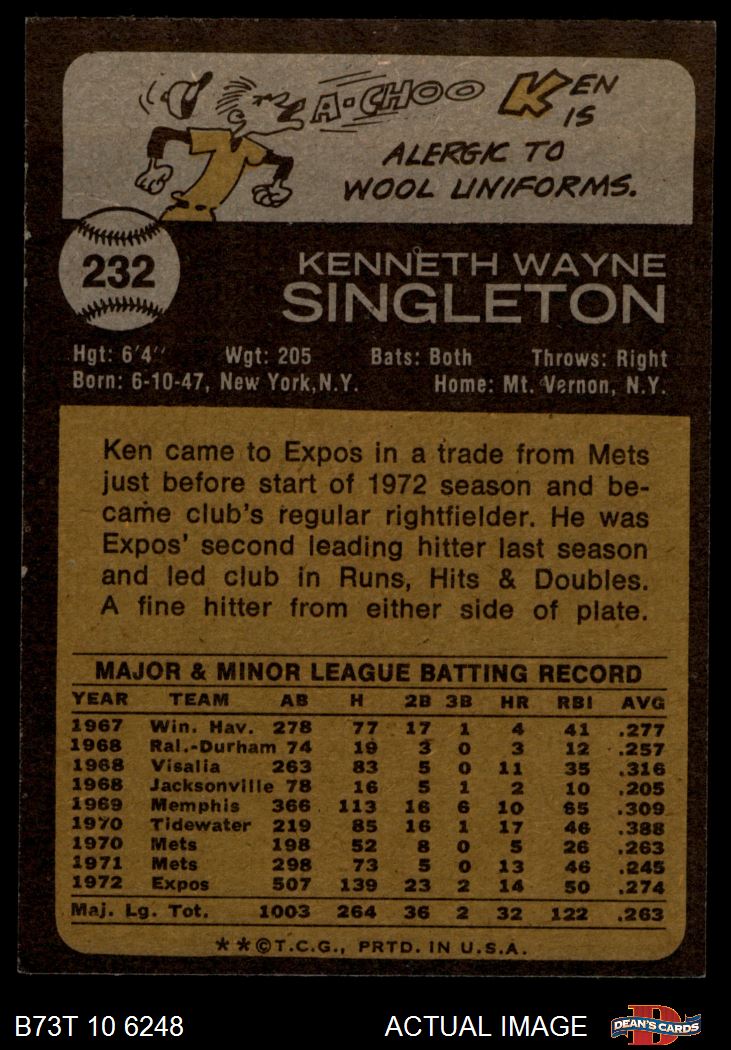 A-CHOO KEN
IS
ALERGIC TO
WOOL UNIFORMS.
232
KENNETH WAYNE
SINGLETON
Hgt: 6'4" Wgt: 205 Bats: Both Throws: Right
Born: 6-10-47, New York,N.Y. Home: Mt. Vernon, N.Y.
Ken came to Expos in a trade from Mets
just before start of 1972 season and be-
came club's regular rightfielder. He was
Expos' second leading hitter last season
and led club in Runs, Hits & Doubles.
A fine hitter from either side of plate.
MAJOR & MINOR LEAGUE BATTING RECORD
YEAR TEAM AB H 2B 3B HR RBI AVG
1967 Win. Hav. 278 77 17 1 4 41 .277
1968 Ral.-Durham 74 19 3 0 3 12 .257
1968 Visalia 263 83 5 0 11 35 .316
1968 Jacksonville 78 16 5 1 2 10 .205
1969 Memphis 366 113 16 6 10 65 .309
1970 Tidewater 219 85 16 1 17 46 .388
1970 Mets 198 52 8 0 5 26 .263
1971 Mets 298 73 5 0 13 46 .245
1972 Expos 507 139 23 2 14 50 .274
Maj. Lg. Tot. 1003 264 36 2 32 122 .263
**©T.C.G., PRTD. IN U.S.A.
B73T 10 6248 ACTUAL IMAGE D DEAN'S CARDS